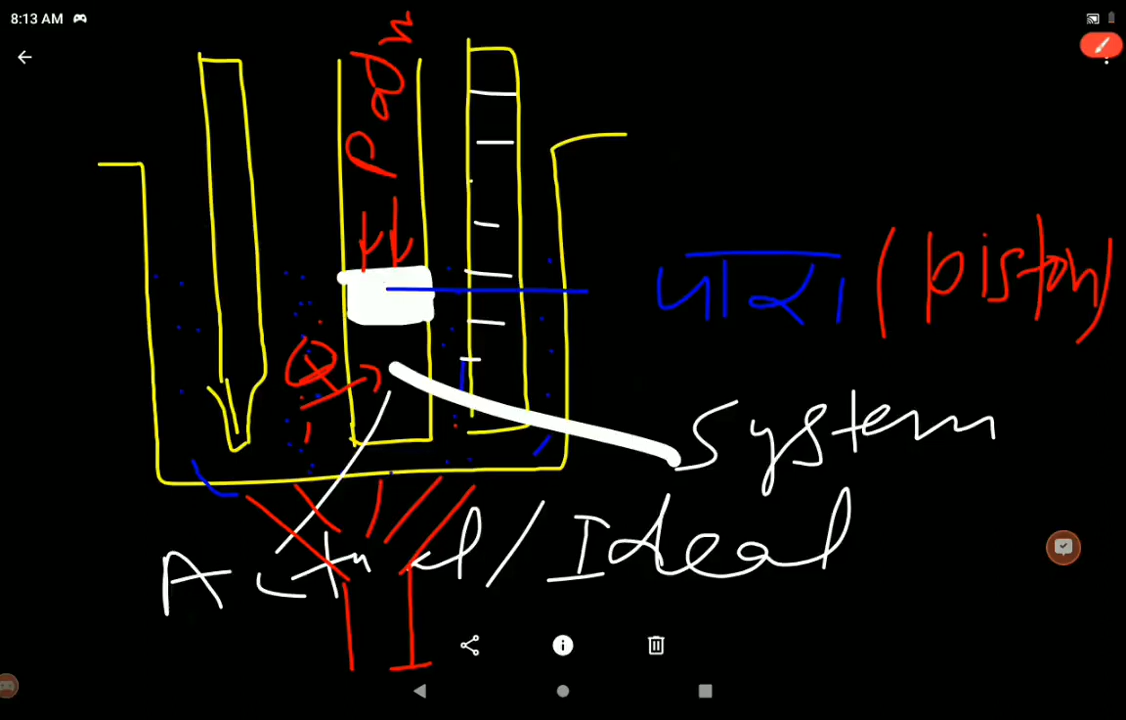 8:13 AM
Patm
पारा (piston)
Q
System
Actual/Ideal